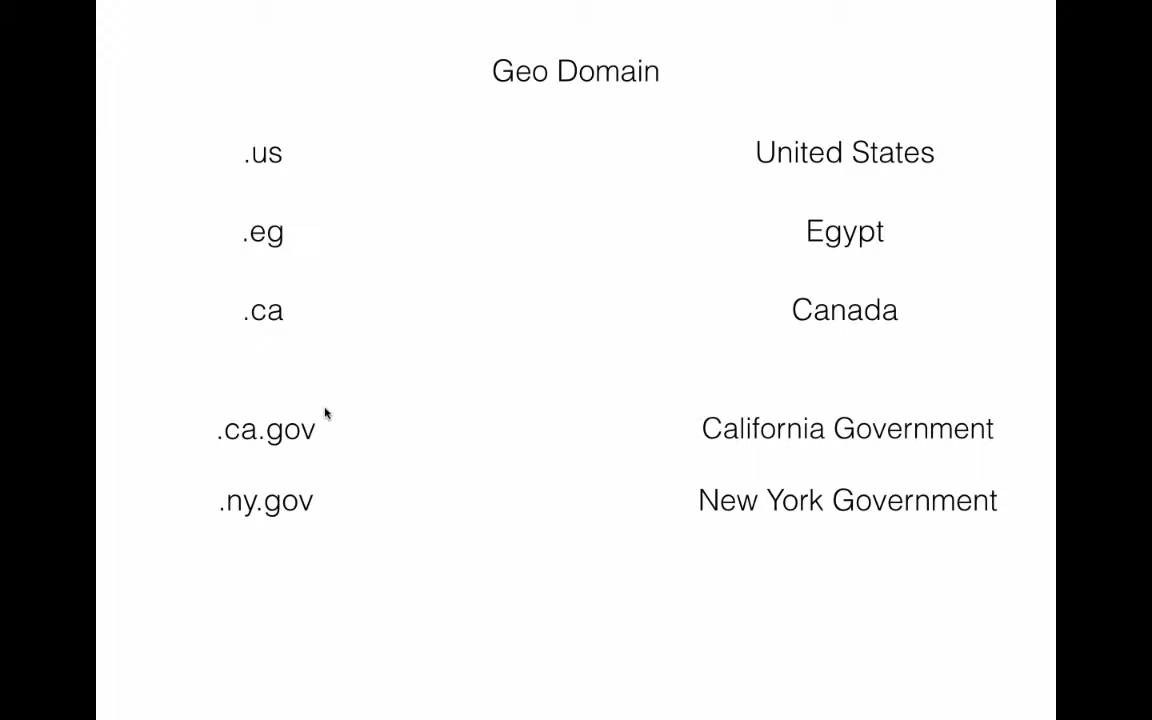 Geo Domain
.us United States
.eg Egypt
.ca Canada
.ca.gov California Government
.ny.gov New York Government